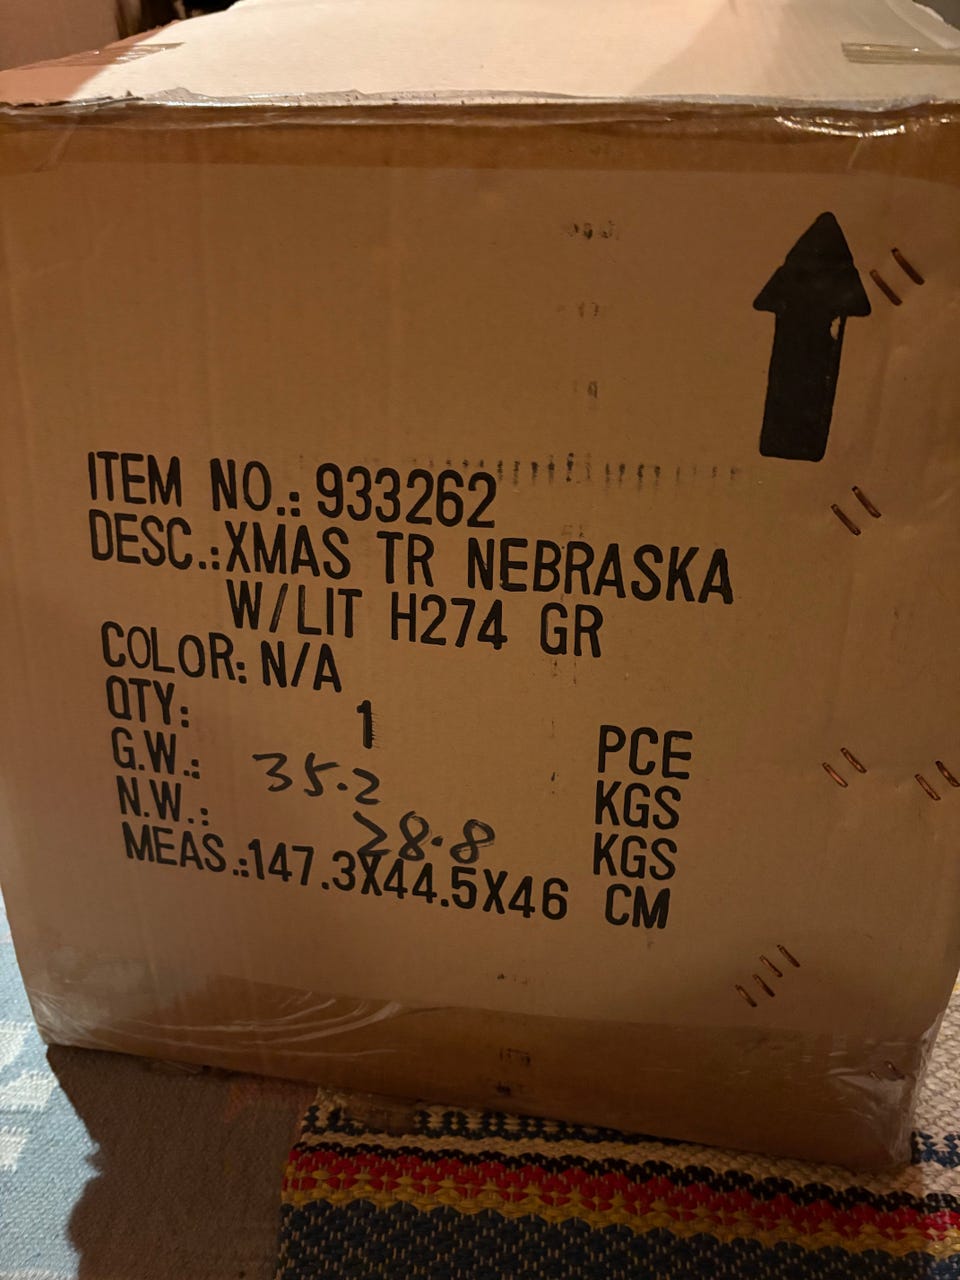 ITEM NO.: 933262
DESC.: XMAS TR NEBRASKA
W/LIT H274 GR
COLOR: N/A
QTY: 1 PCE
G.W.: 35.2 KGS
N.W.: 28.8 KGS
MEAS.: 147.3X44.5X46 CM